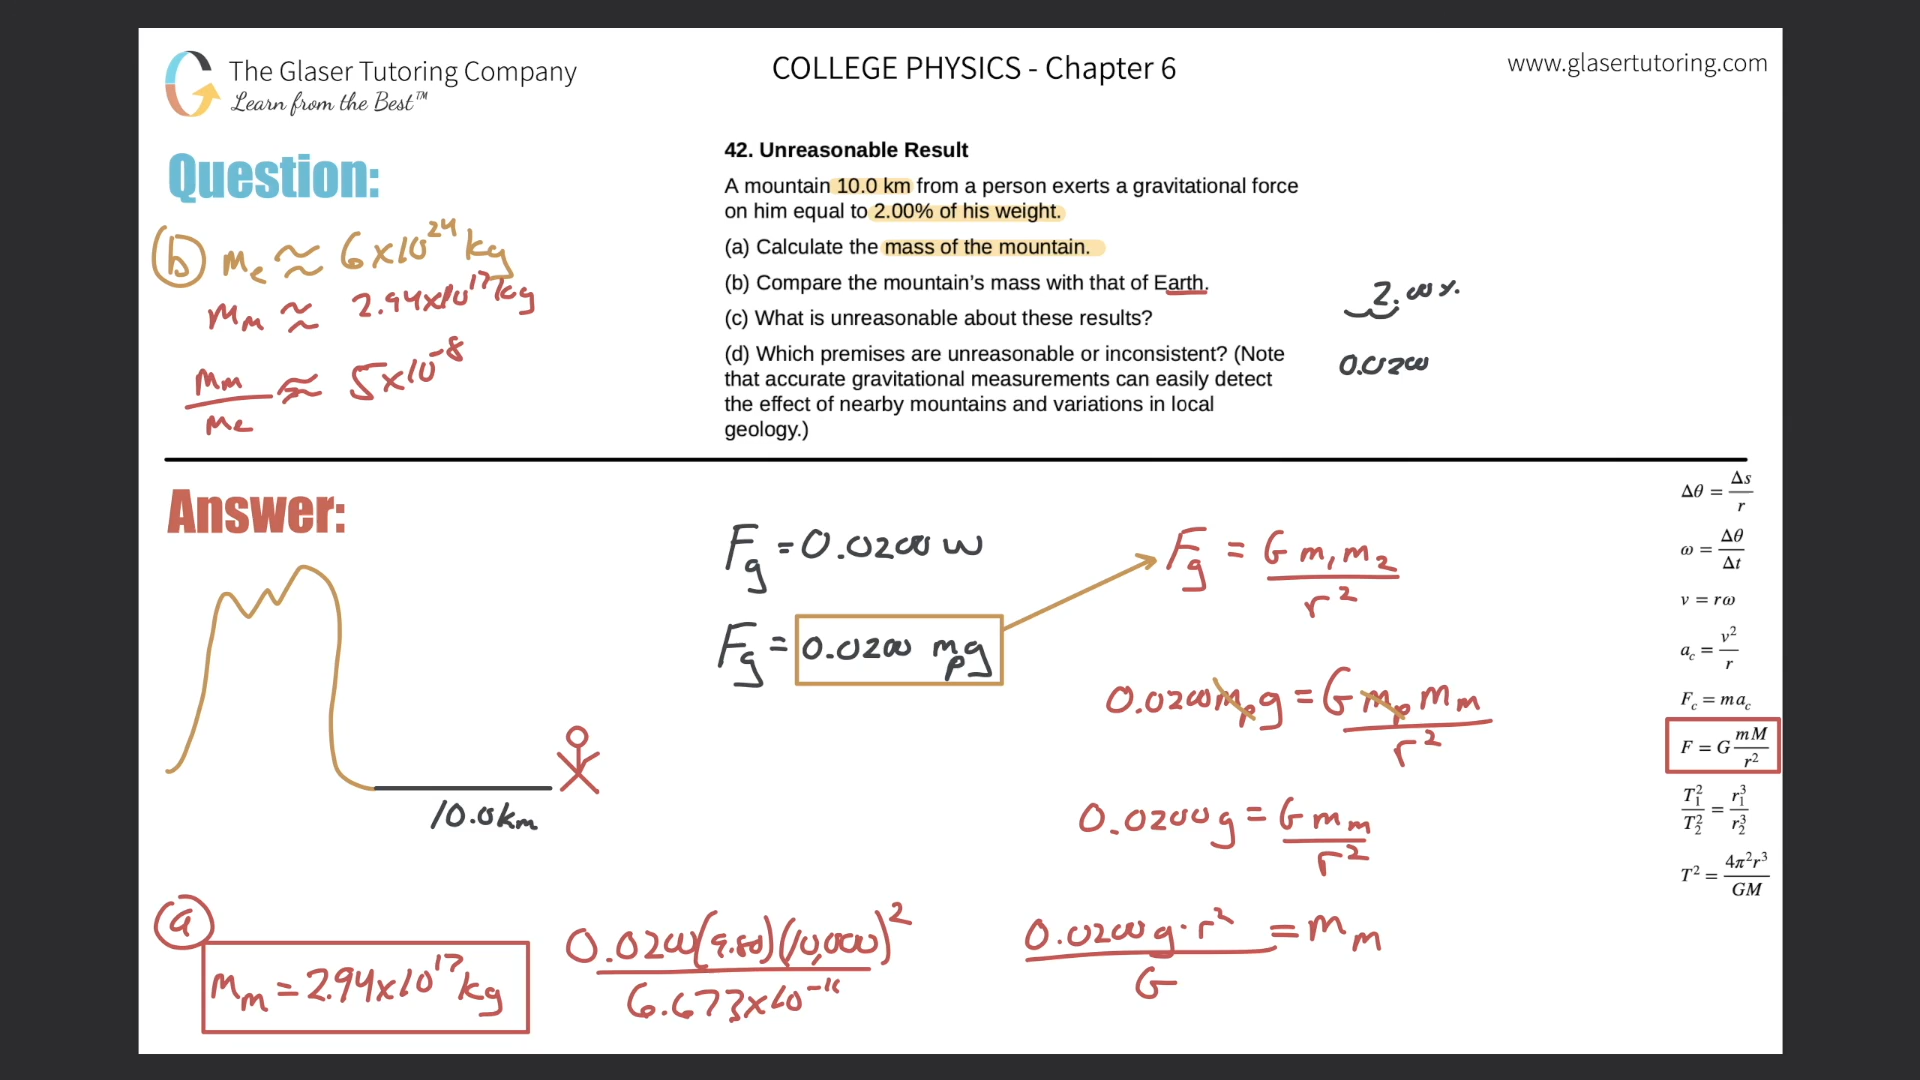 The Glaser Tutoring Company
Learn from the Best™
COLLEGE PHYSICS - Chapter 6
www.glasertutoring.com
Question:
42. Unreasonable Result
A mountain 10.0 km from a person exerts a gravitational force
on him equal to 2.00% of his weight.
(a) Calculate the mass of the mountain.
(b) Compare the mountain's mass with that of Earth.
(c) What is unreasonable about these results?
(d) Which premises are unreasonable or inconsistent? (Note
that accurate gravitational measurements can easily detect
the effect of nearby mountains and variations in local
geology.)
(b) me ≈ 6x10^24 kg
mm ≈ 2.94x10^17 kg
mm/me ≈ 5x10^-8
2.00%
0.0200
Answer:
10.0km
Fg = 0.0200 w
Fg = 0.0200 mpg
Fg = G m1m2 / r^2
0.0200mpg = G mp mm / r^2
0.0200g = G mm / r^2
0.0200g·r^2 / G = mm
0.0200(9.80)(10,000)^2 / 6.673x10^-11
(a)
mm = 2.94x10^17 kg
Δθ = Δs / r
ω = Δθ / Δt
v = rω
ac = v^2 / r
Fc = mac
F = G mM / r^2
T1^2 / T2^2 = r1^3 / r2^3
T^2 = 4π^2r^3 / GM